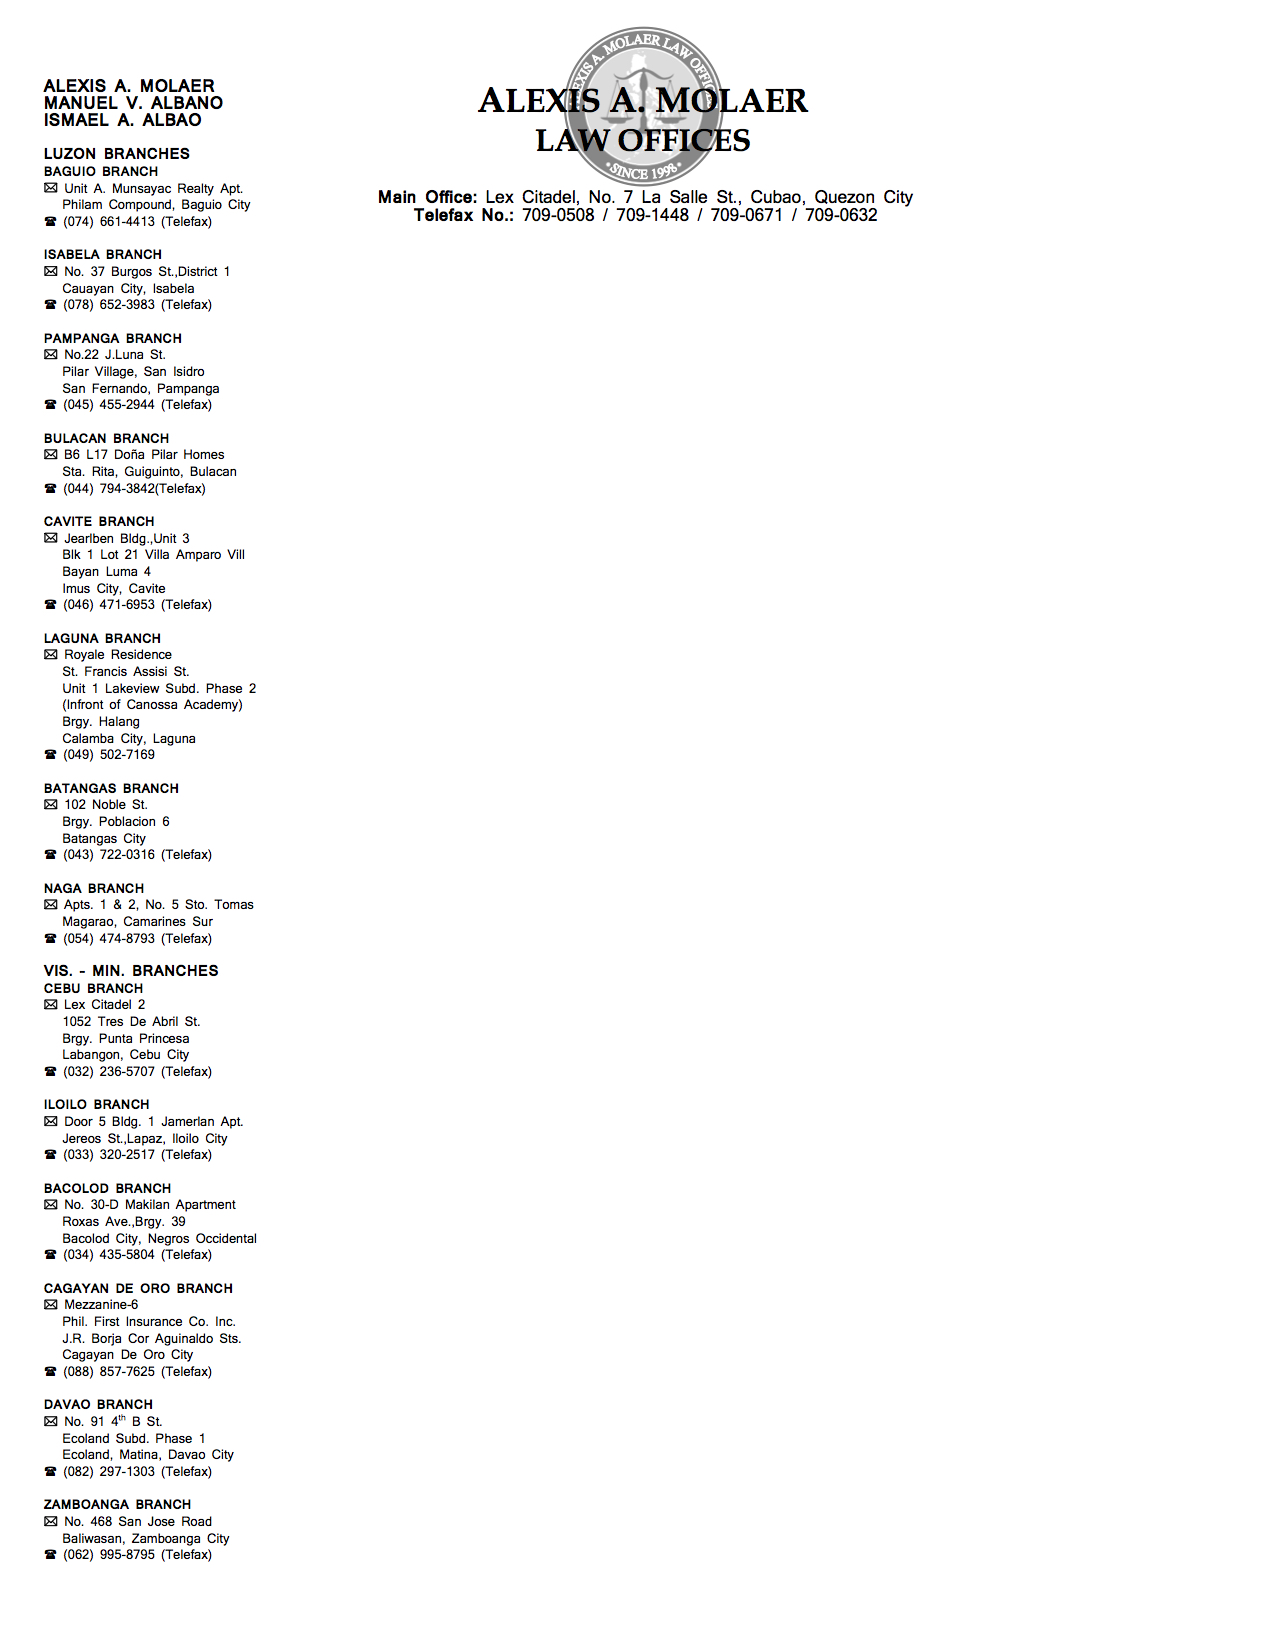 ALEXIS A. MOLAER LAW OFFICES
• SINCE 1998 •
ALEXIS A. MOLAER
LAW OFFICES
Main Office: Lex Citadel, No. 7 La Salle St., Cubao, Quezon City
Telefax No.: 709-0508 / 709-1448 / 709-0671 / 709-0632
ALEXIS A. MOLAER
MANUEL V. ALBANO
ISMAEL A. ALBAO
LUZON BRANCHES
BAGUIO BRANCH
✉ Unit A. Munsayac Realty Apt.
Philam Compound, Baguio City
☎ (074) 661-4413 (Telefax)
ISABELA BRANCH
✉ No. 37 Burgos St.,District 1
Cauayan City, Isabela
☎ (078) 652-3983 (Telefax)
PAMPANGA BRANCH
✉ No.22 J.Luna St.
Pilar Village, San Isidro
San Fernando, Pampanga
☎ (045) 455-2944 (Telefax)
BULACAN BRANCH
✉ B6 L17 Doña Pilar Homes
Sta. Rita, Guiguinto, Bulacan
☎ (044) 794-3842(Telefax)
CAVITE BRANCH
✉ Jearlben Bldg.,Unit 3
Blk 1 Lot 21 Villa Amparo Vill
Bayan Luma 4
Imus City, Cavite
☎ (046) 471-6953 (Telefax)
LAGUNA BRANCH
✉ Royale Residence
St. Francis Assisi St.
Unit 1 Lakeview Subd. Phase 2
(Infront of Canossa Academy)
Brgy. Halang
Calamba City, Laguna
☎ (049) 502-7169
BATANGAS BRANCH
✉ 102 Noble St.
Brgy. Poblacion 6
Batangas City
☎ (043) 722-0316 (Telefax)
NAGA BRANCH
✉ Apts. 1 & 2, No. 5 Sto. Tomas
Magarao, Camarines Sur
☎ (054) 474-8793 (Telefax)
VIS. - MIN. BRANCHES
CEBU BRANCH
✉ Lex Citadel 2
1052 Tres De Abril St.
Brgy. Punta Princesa
Labangon, Cebu City
☎ (032) 236-5707 (Telefax)
ILOILO BRANCH
✉ Door 5 Bldg. 1 Jamerlan Apt.
Jereos St.,Lapaz, Iloilo City
☎ (033) 320-2517 (Telefax)
BACOLOD BRANCH
✉ No. 30-D Makilan Apartment
Roxas Ave.,Brgy. 39
Bacolod City, Negros Occidental
☎ (034) 435-5804 (Telefax)
CAGAYAN DE ORO BRANCH
✉ Mezzanine-6
Phil. First Insurance Co. Inc.
J.R. Borja Cor Aguinaldo Sts.
Cagayan De Oro City
☎ (088) 857-7625 (Telefax)
DAVAO BRANCH
✉ No. 91 4th B St.
Ecoland Subd. Phase 1
Ecoland, Matina, Davao City
☎ (082) 297-1303 (Telefax)
ZAMBOANGA BRANCH
✉ No. 468 San Jose Road
Baliwasan, Zamboanga City
☎ (062) 995-8795 (Telefax)